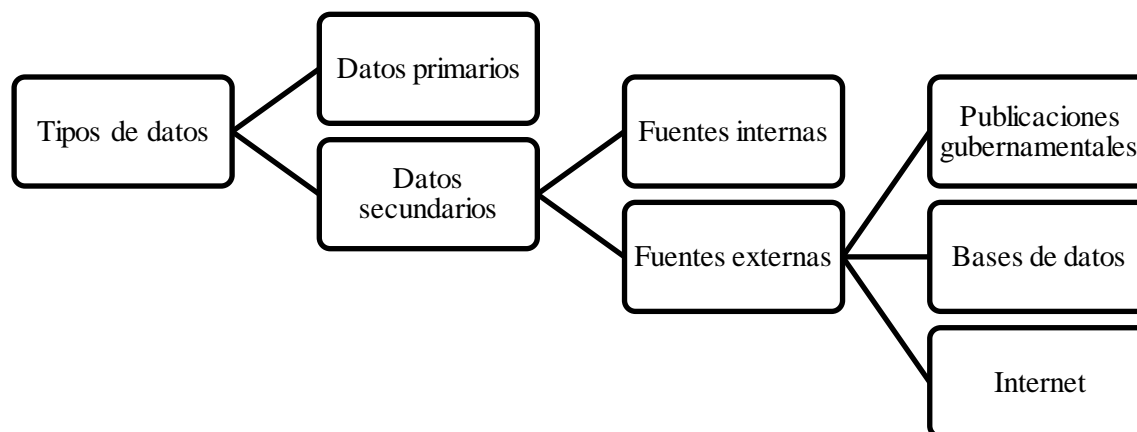 Tipos de datos
Datos primarios
Datos
secundarios
Fuentes internas
Fuentes externas
Publicaciones
gubernamentales
Bases de datos
Internet